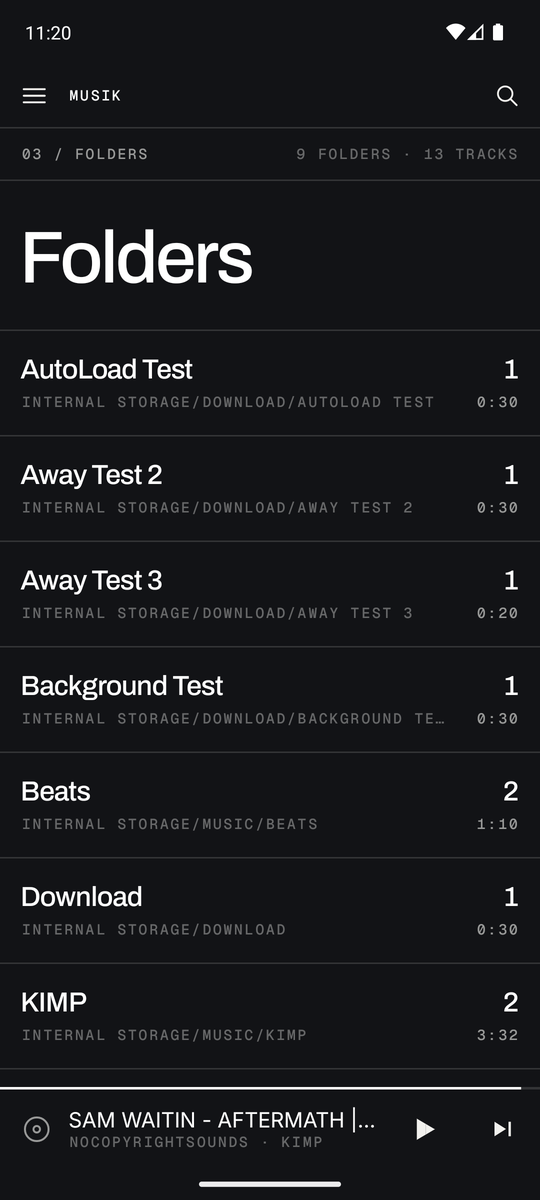 11:20
MUSIK
03 / FOLDERS 9 FOLDERS · 13 TRACKS
Folders
AutoLoad Test 1
INTERNAL STORAGE/DOWNLOAD/AUTOLOAD TEST 0:30
Away Test 2 1
INTERNAL STORAGE/DOWNLOAD/AWAY TEST 2 0:30
Away Test 3 1
INTERNAL STORAGE/DOWNLOAD/AWAY TEST 3 0:20
Background Test 1
INTERNAL STORAGE/DOWNLOAD/BACKGROUND TE… 0:30
Beats 2
INTERNAL STORAGE/MUSIC/BEATS 1:10
Download 1
INTERNAL STORAGE/DOWNLOAD 0:30
KIMP 2
INTERNAL STORAGE/MUSIC/KIMP 3:32
SAM WAITIN - AFTERMATH |…
NOCOPYRIGHTSOUNDS · KIMP